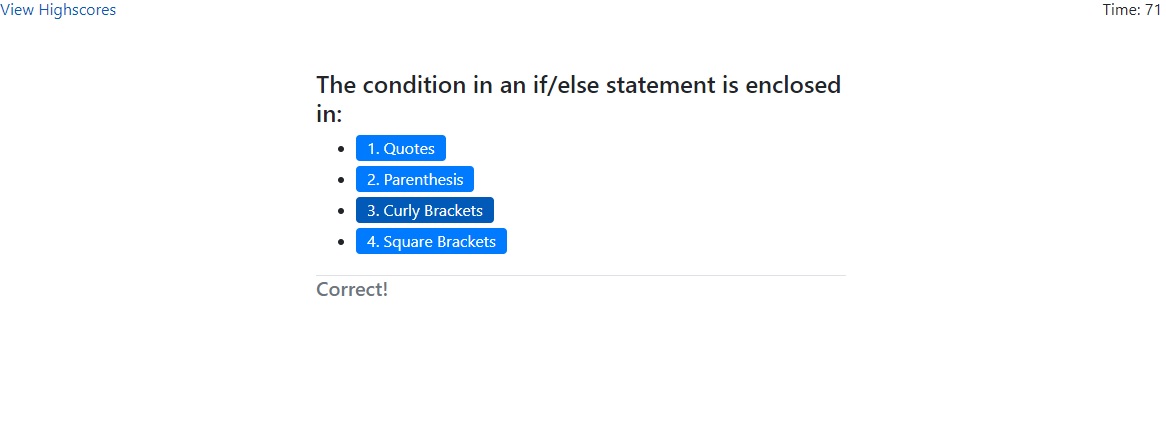 View Highscores
Time: 71
The condition in an if/else statement is enclosed
in:
1. Quotes
2. Parenthesis
3. Curly Brackets
4. Square Brackets
Correct!